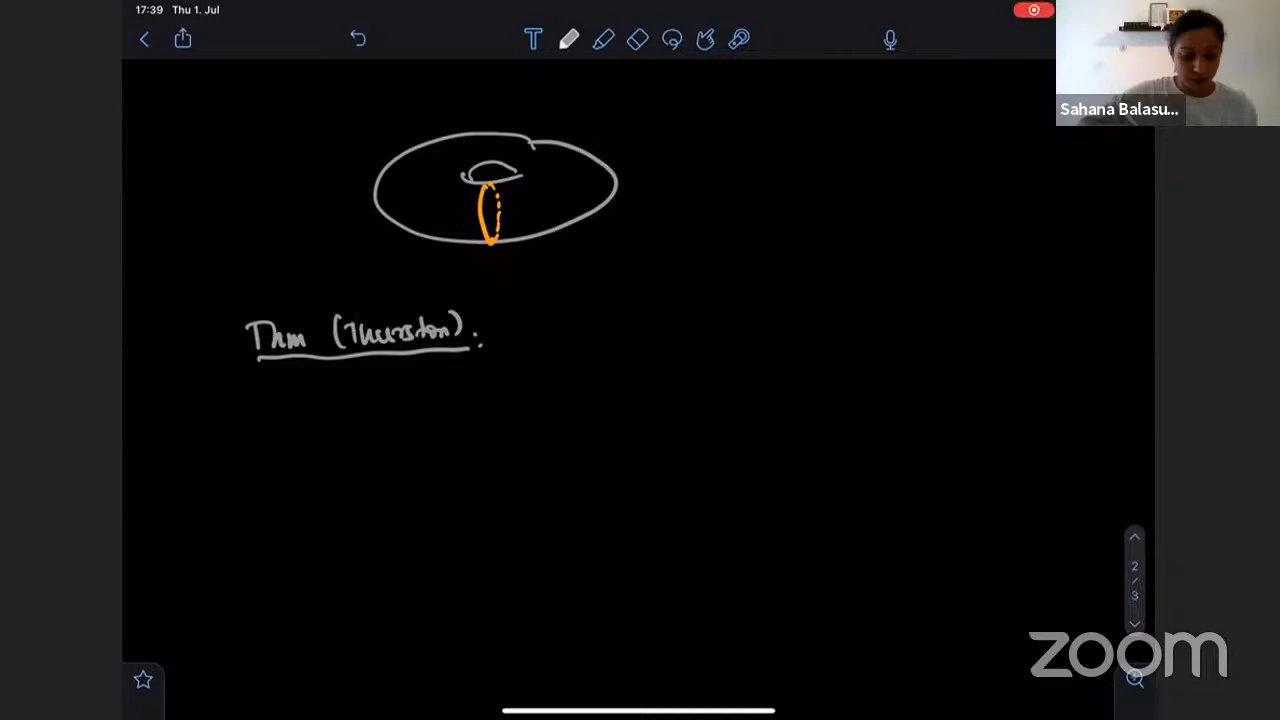 17:39 Thu 1. Jul
Sahana Balasu...
Thm (Thurston):
2
/
3
zoom